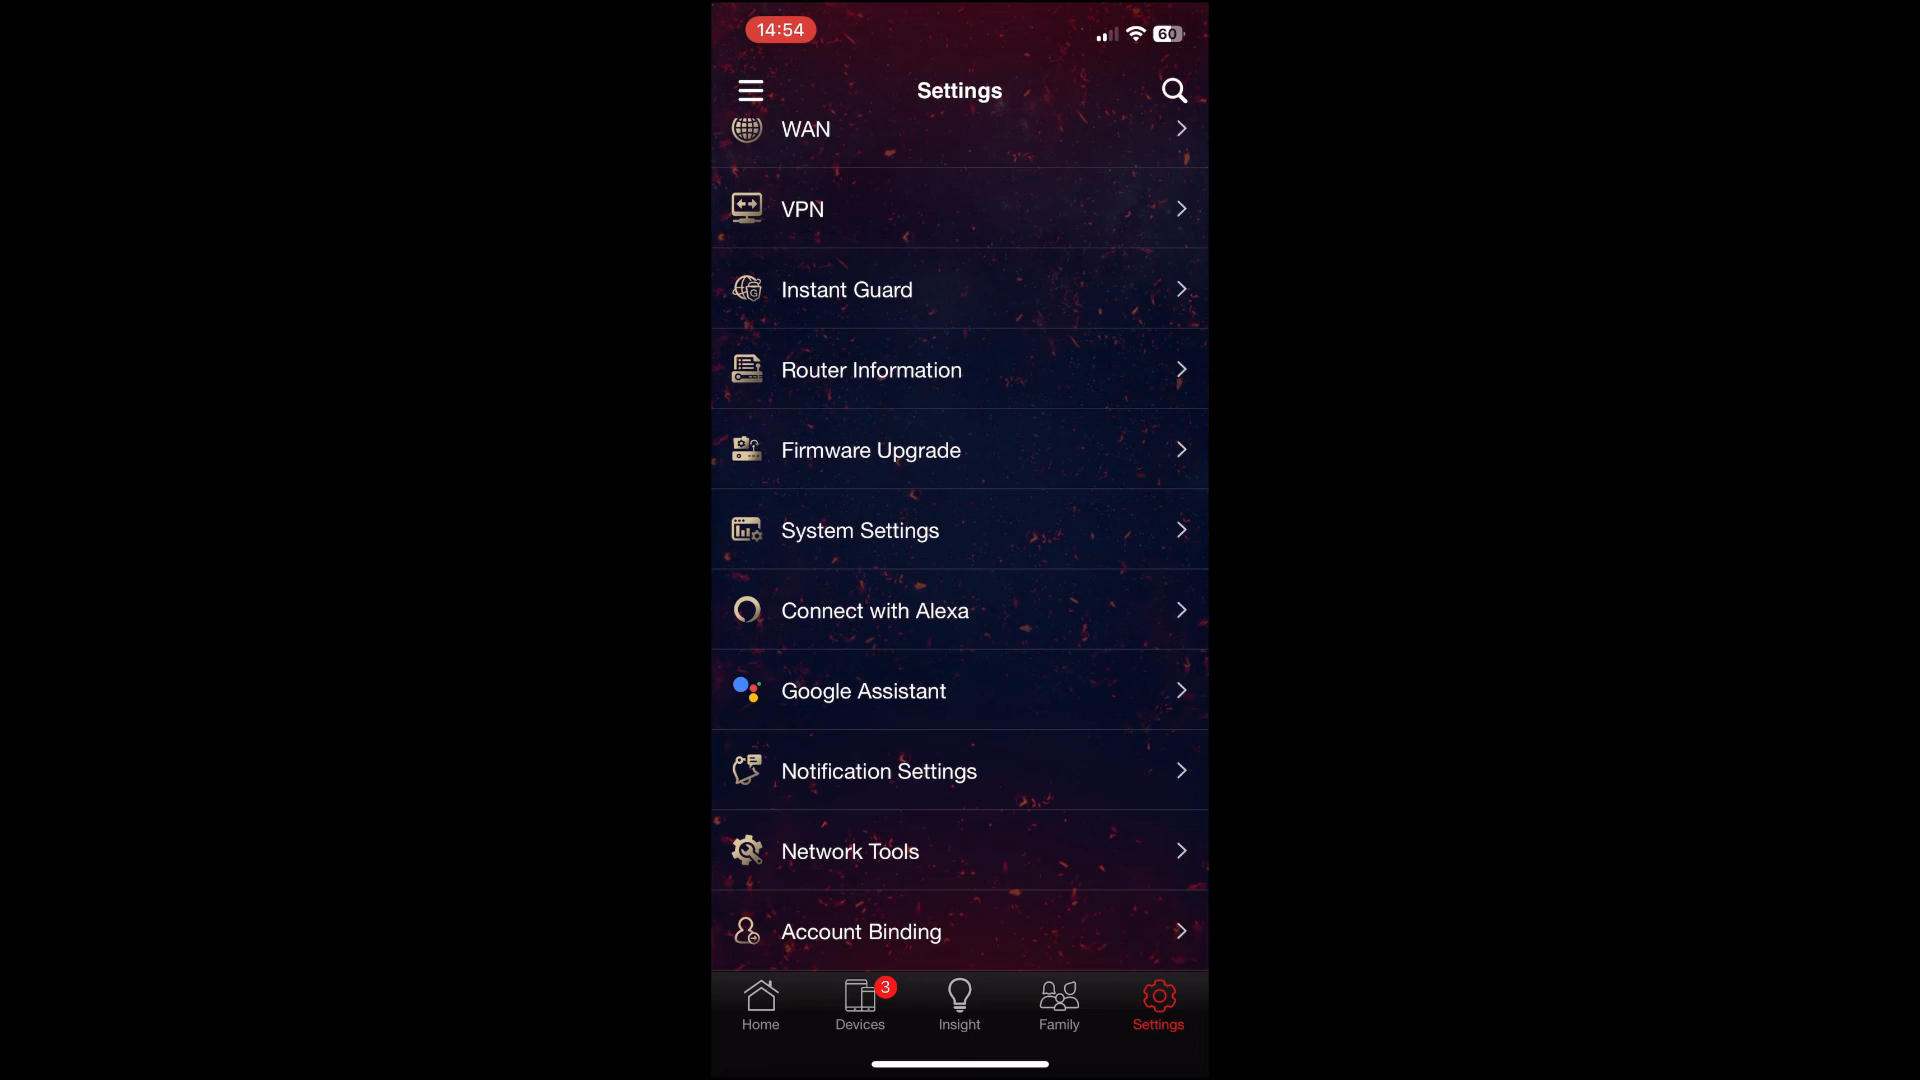 14:54
60
Settings
WAN
VPN
Instant Guard
Router Information
Firmware Upgrade
System Settings
Connect with Alexa
Google Assistant
Notification Settings
Network Tools
Account Binding
3
Home
Devices
Insight
Family
Settings